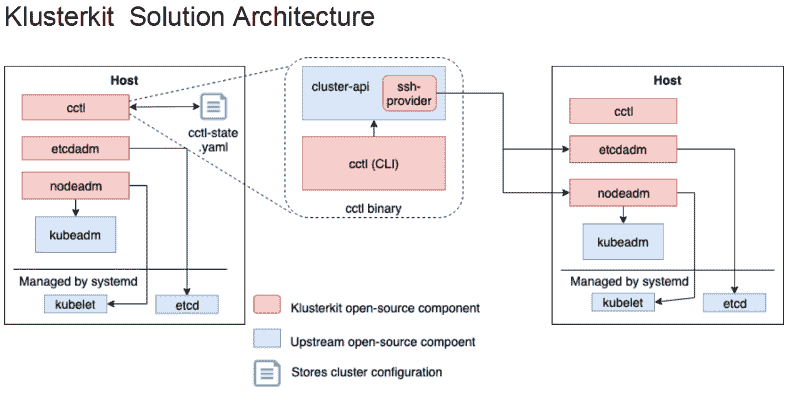 Klusterkit Solution Architecture
Host
cctl
cctl-state
.yaml
etcdadm
nodeadm
kubeadm
Managed by systemd
kubelet
etcd
cluster-api
ssh-
provider
cctl (CLI)
cctl binary
Klusterkit open-source component
Upstream open-source compoent
Stores cluster configuration
Host
cctl
etcdadm
nodeadm
kubeadm
Managed by systemd
kubelet
etcd